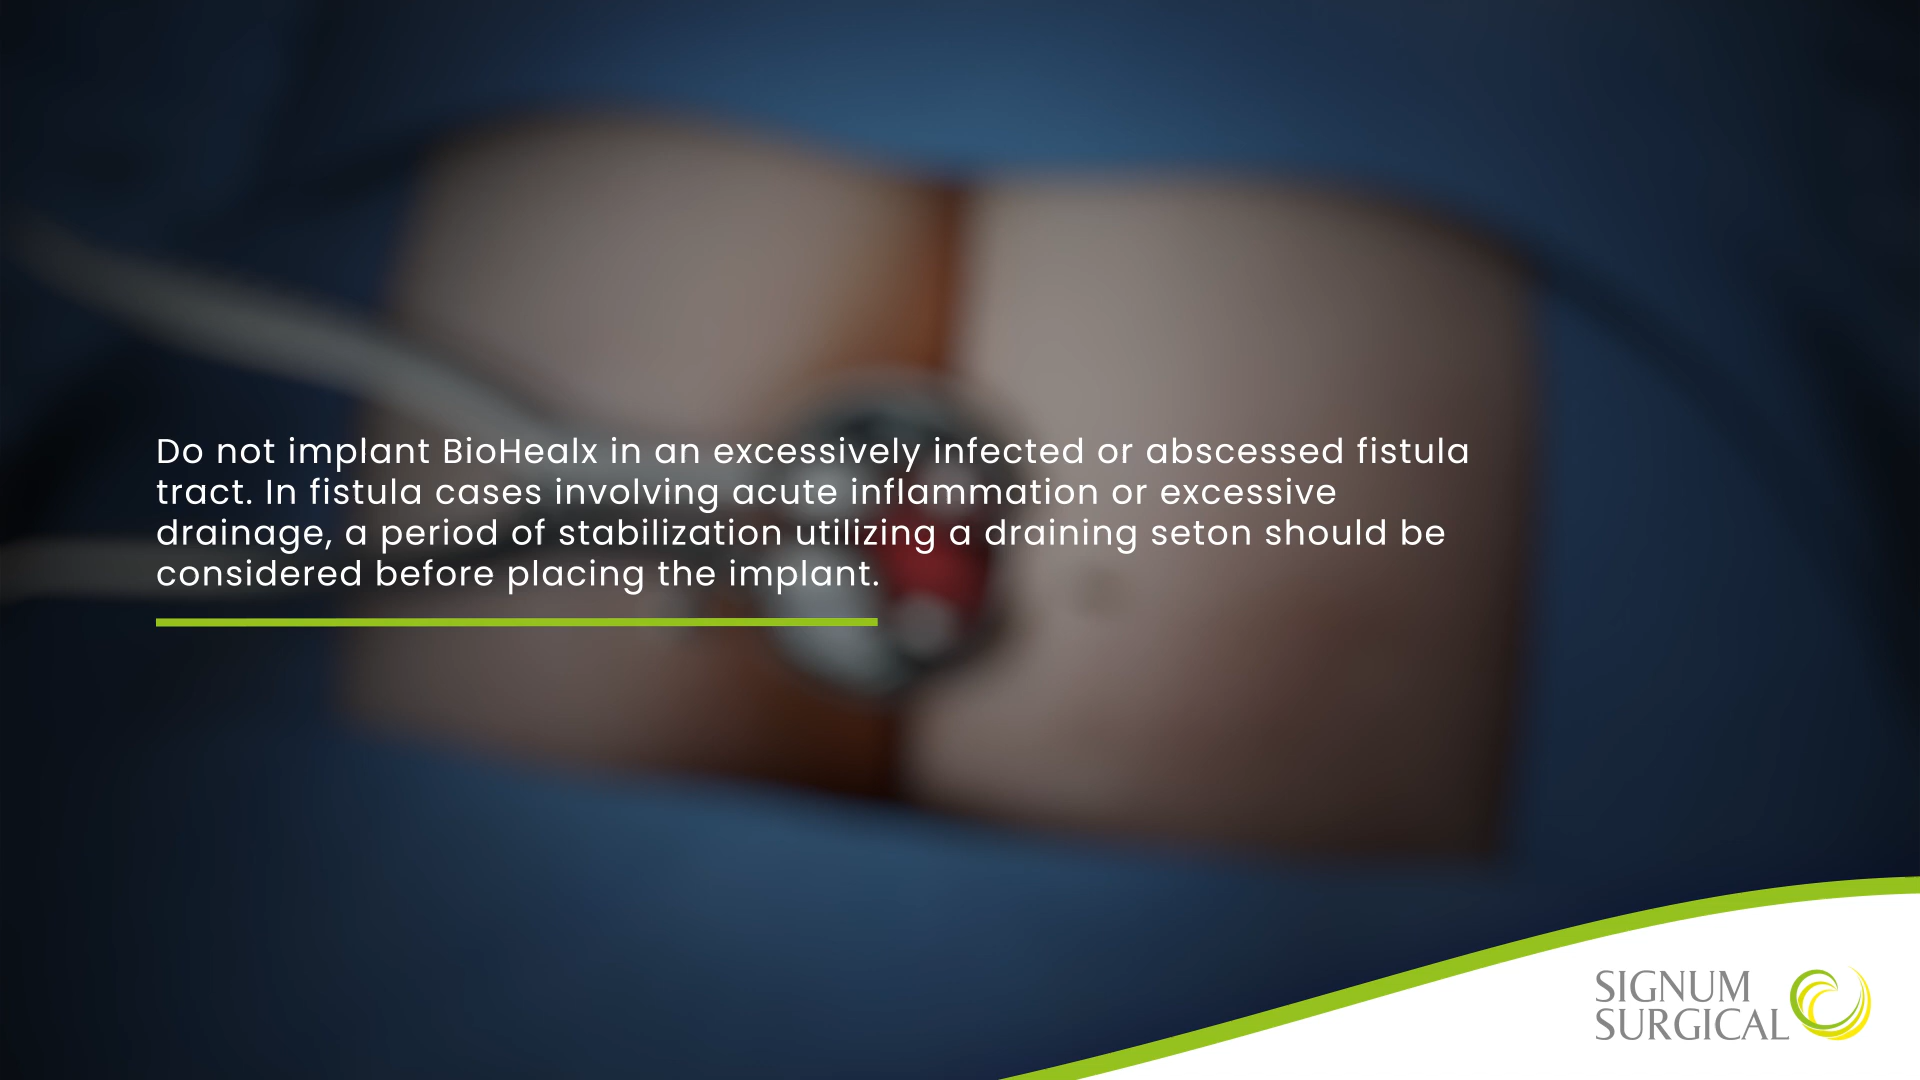 Do not implant BioHealx in an excessively infected or abscessed fistula
tract. In fistula cases involving acute inflammation or excessive
drainage, a period of stabilization utilizing a draining seton should be
considered before placing the implant.
SIGNUM
SURGICAL